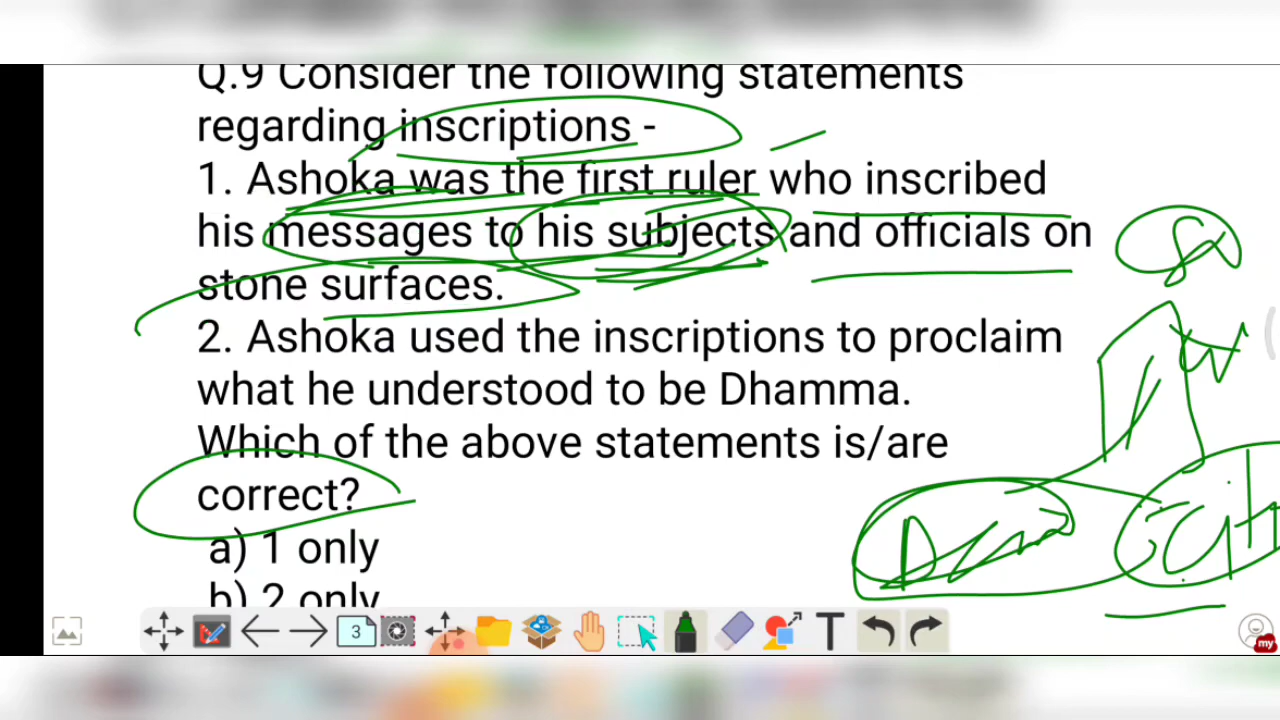 Q.9 Consider the following statements
regarding inscriptions -
1. Ashoka was the first ruler who inscribed
his messages to his subjects and officials on
stone surfaces.
2. Ashoka used the inscriptions to proclaim
what he understood to be Dhamma.
Which of the above statements is/are
correct?
a) 1 only
b) 2 only
3
T
my